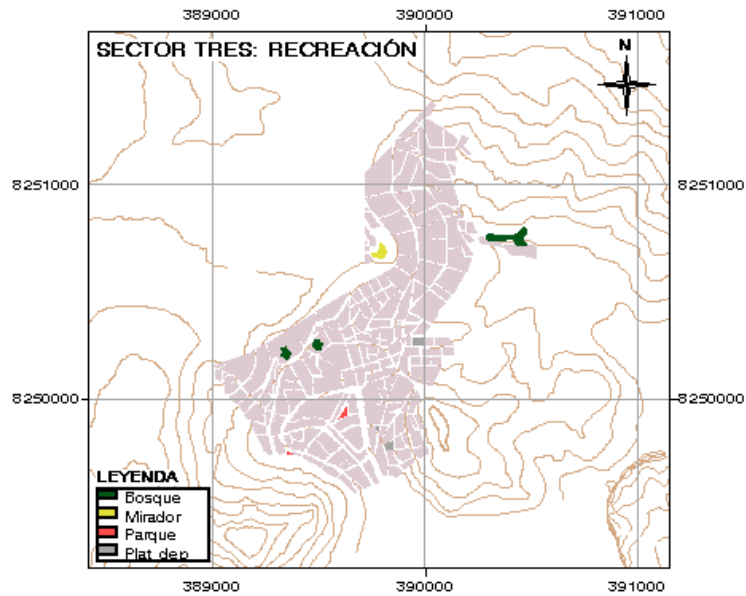 389000 390000 391000
SECTOR TRES: RECREACIÓN
N
8251000 8251000
8250000 8250000
LEYENDA
Bosque
Mirador
Parque
Plat dep
389000 390000 391000